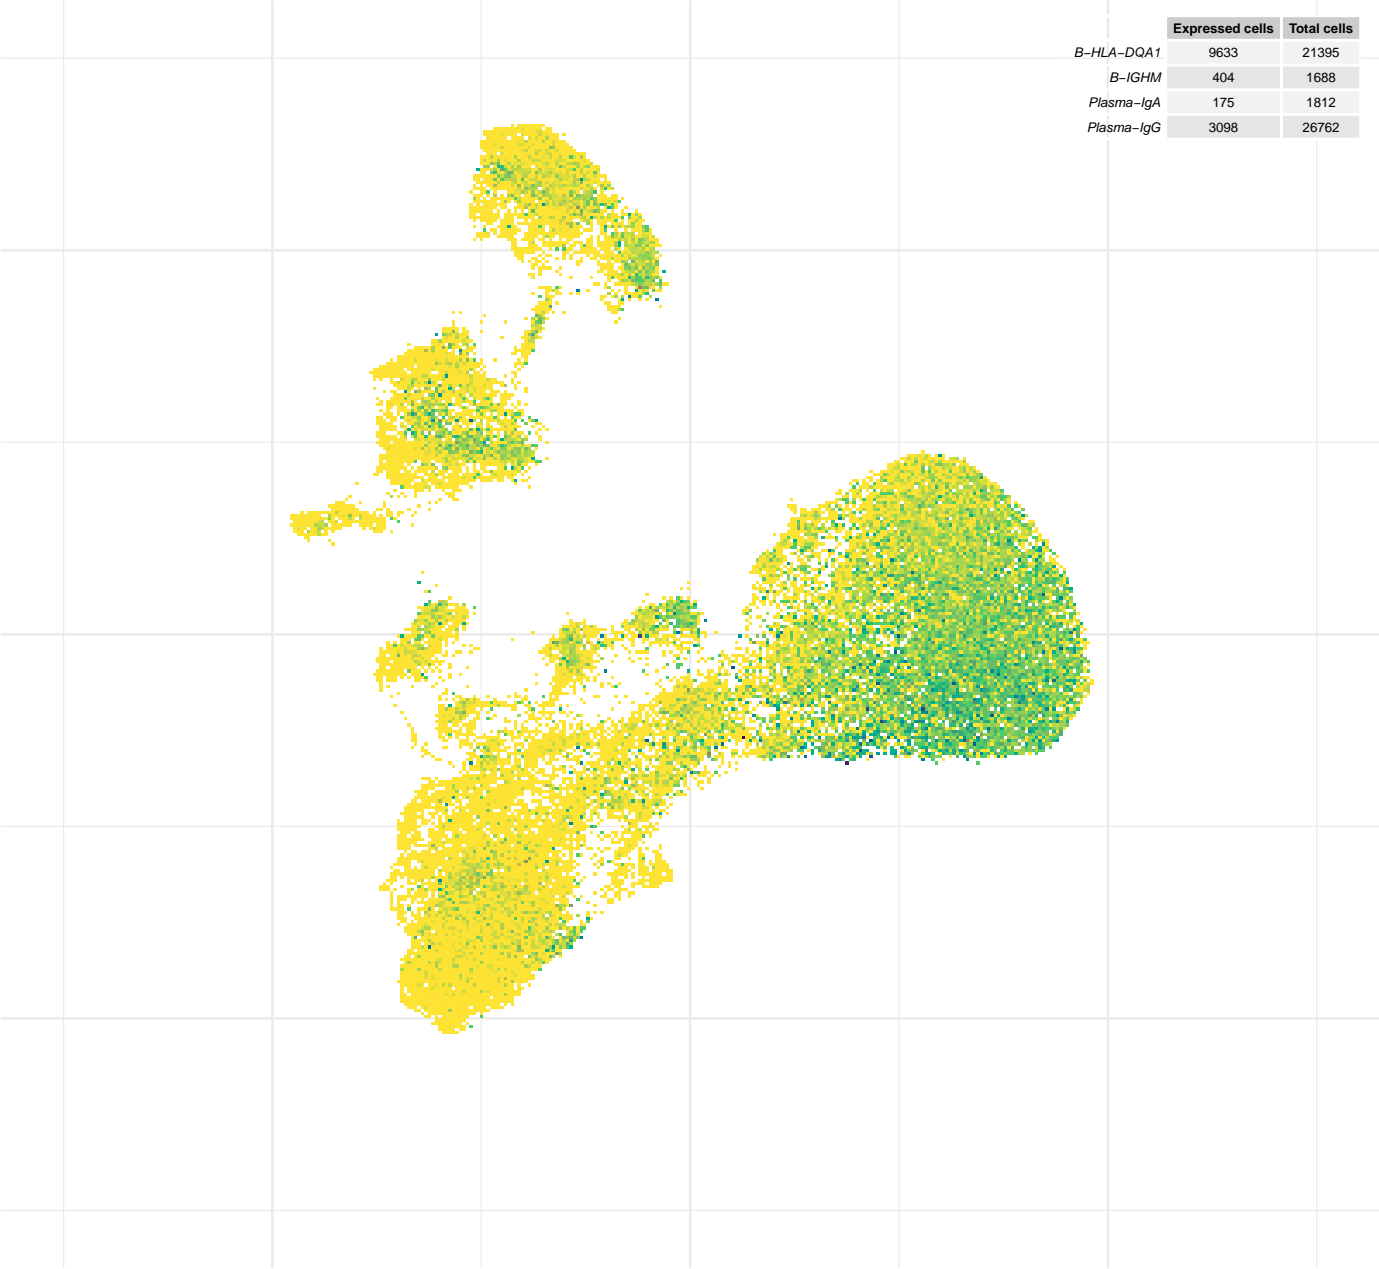 Expressed cells Total cells
B−HLA−DQA1 9633 21395
B−IGHM 404 1688
Plasma−IgA 175 1812
Plasma−IgG 3098 26762